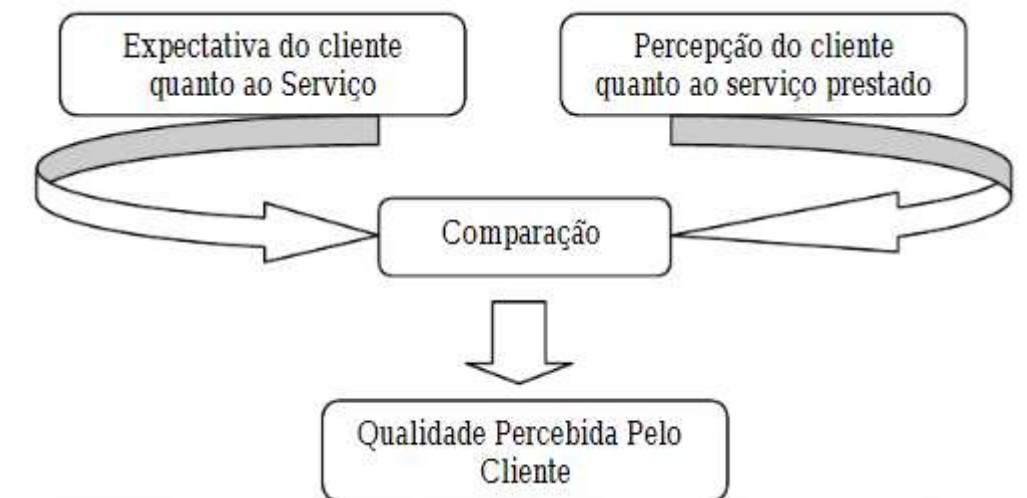 Expectativa do cliente
quanto ao Serviço
Percepção do cliente
quanto ao serviço prestado
Comparação
Qualidade Percebida Pelo
Cliente